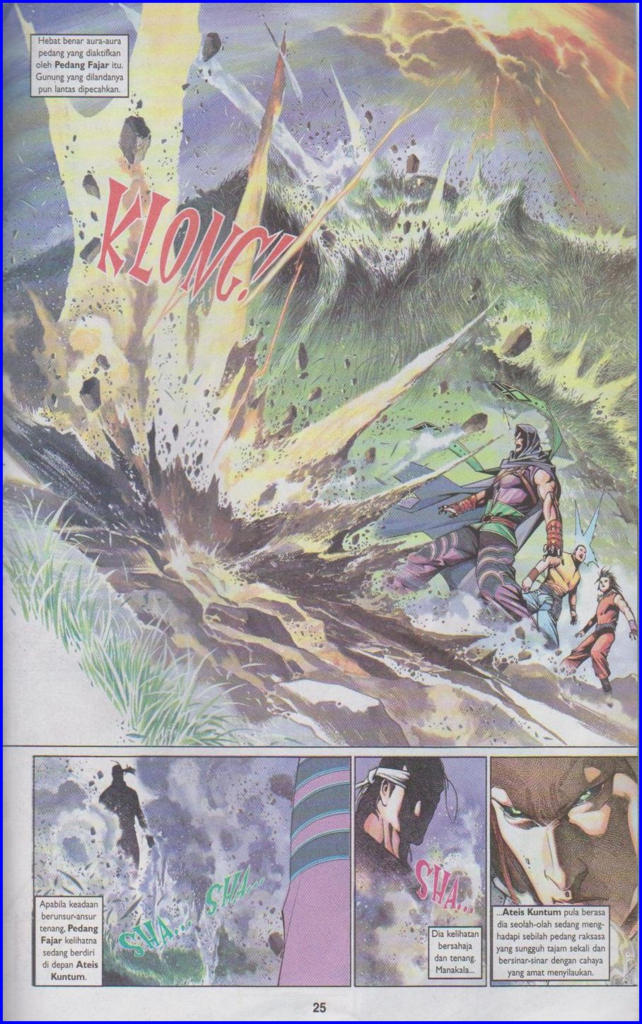 Hebat benar aura-aura
pedang yang diaktifkan
oleh Pedang Fajar itu.
Gunung yang dilandanya
pun lantas dipecahkan.
KLONG!
Apabila keadaan
berunsur-ansur
tenang, Pedang
Fajar kelihatna
sedang berdiri
di depan Ateis
Kuntum.
SHA...
SHA...
SHA...
Dia kelihatan
bersahaja
dan tenang.
Manakala...
...Ateis Kuntum pula berasa
dia seolah-olah sedang meng-
hadapi sebilah pedang raksasa
yang sungguh tajam sekali dan
bersinar-sinar dengan cahaya
yang amat menyilaukan.
25